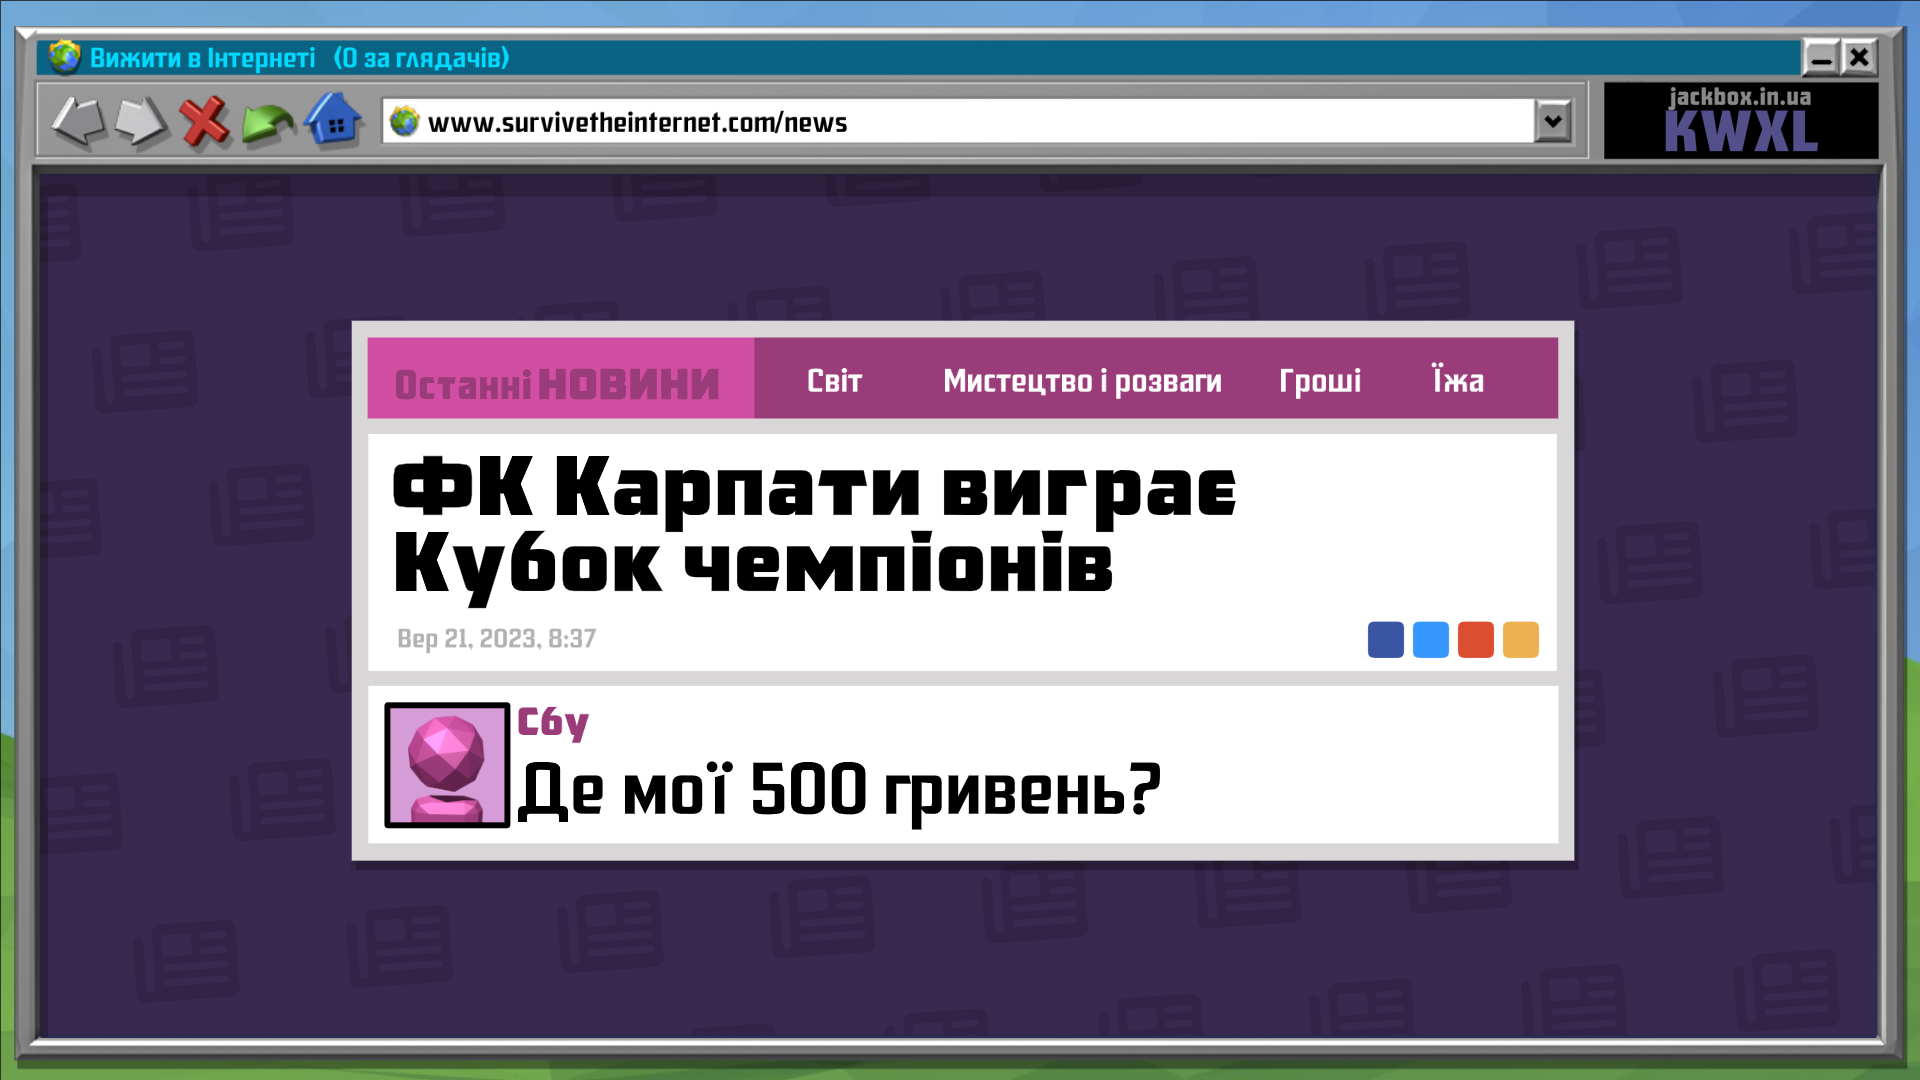 Вижити в Інтернеті (0 за глядачів)
www.survivetheinternet.com/news
jackbox.in.ua
KWXL
Останні НОВИНИ Світ Мистецтво і розваги Гроші Їжа
ФК Карпати виграє
Кубок чемпіонів
Вер 21, 2023, 8:37
Сбу
Де мої 500 гривень?